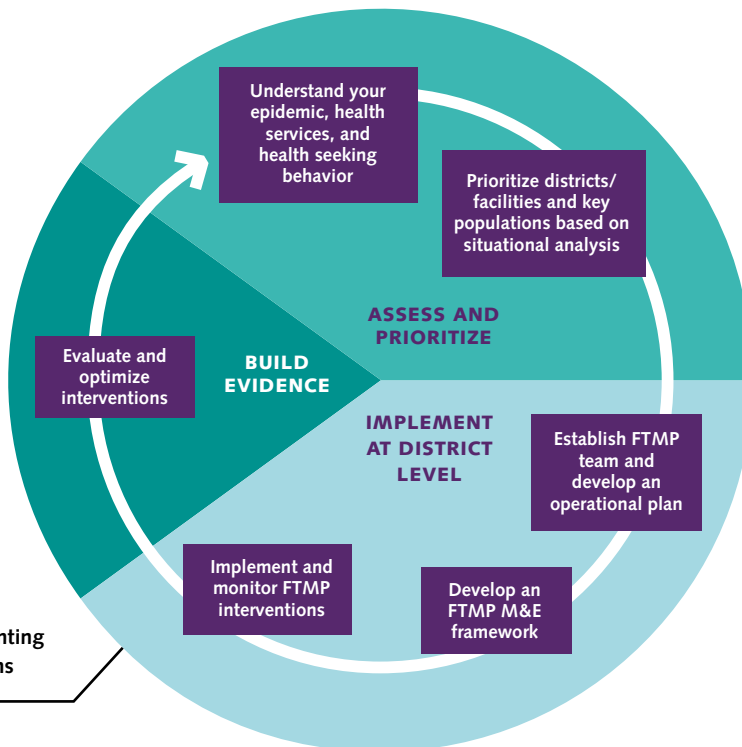 Understand your
epidemic, health
services, and
health seeking
behavior
Prioritize districts/
facilities and key
populations based on
situational analysis
ASSESS AND
PRIORITIZE
BUILD
EVIDENCE
Evaluate and
optimize
interventions
IMPLEMENT
AT DISTRICT
LEVEL
Establish FTMP
team and
develop an
operational plan
Develop an
FTMP M&E
framework
Implement and
monitor FTMP
interventions